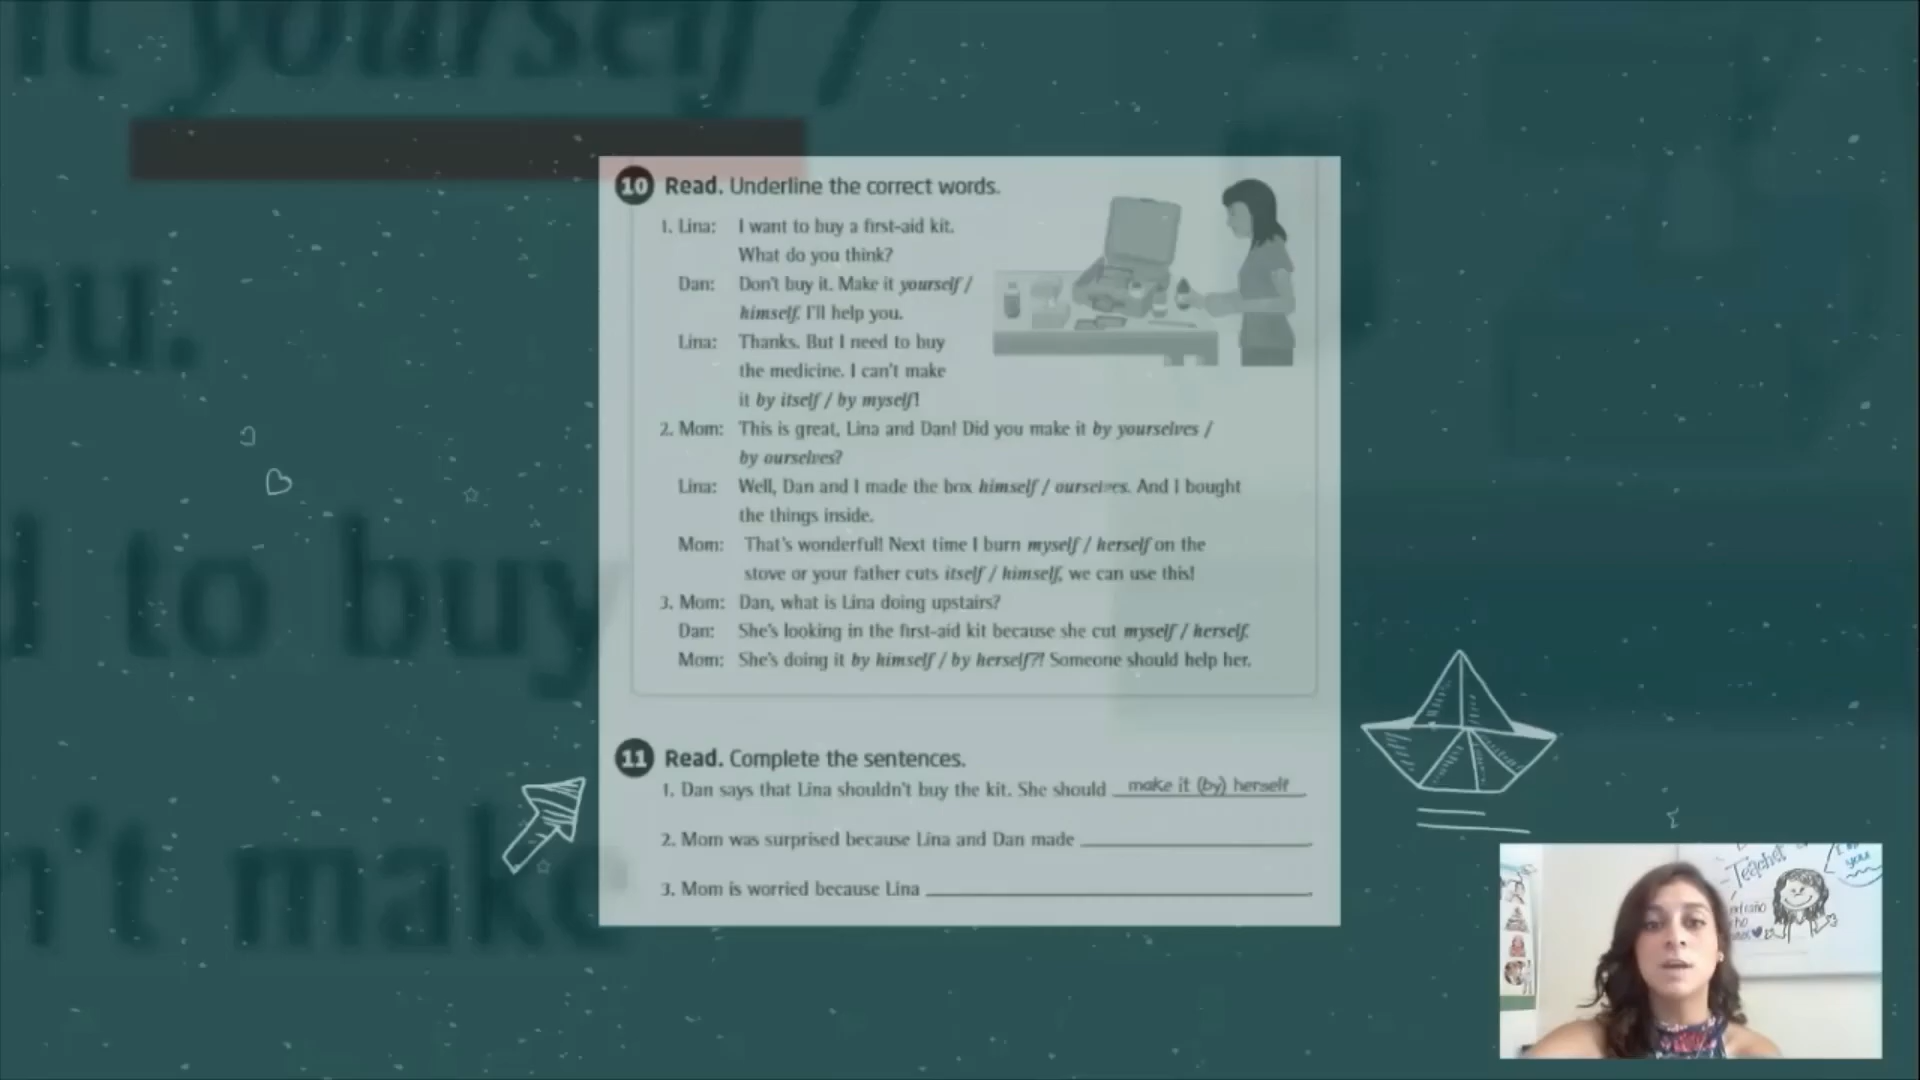 yourself /
ou.
d to buy
n't make
10 Read. Underline the correct words.
1. Lina: I want to buy a first-aid kit.
What do you think?
Dan: Don't buy it. Make it yourself /
himself. I'll help you.
Lina: Thanks. But I need to buy
the medicine. I can't make
it by itself / by myself!
2. Mom: This is great, Lina and Dan! Did you make it by yourselves /
by ourselves?
Lina: Well, Dan and I made the box himself / ourselves. And I bought
the things inside.
Mom: That's wonderful! Next time I burn myself / herself on the
stove or your father cuts itself / himself, we can use this!
3. Mom: Dan, what is Lina doing upstairs?
Dan: She's looking in the first-aid kit because she cut myself / herself.
Mom: She's doing it by himself / by herself?! Someone should help her.
11 Read. Complete the sentences.
1. Dan says that Lina shouldn't buy the kit. She should make it (by) herself
2. Mom was surprised because Lina and Dan made
3. Mom is worried because Lina
Teacher
you